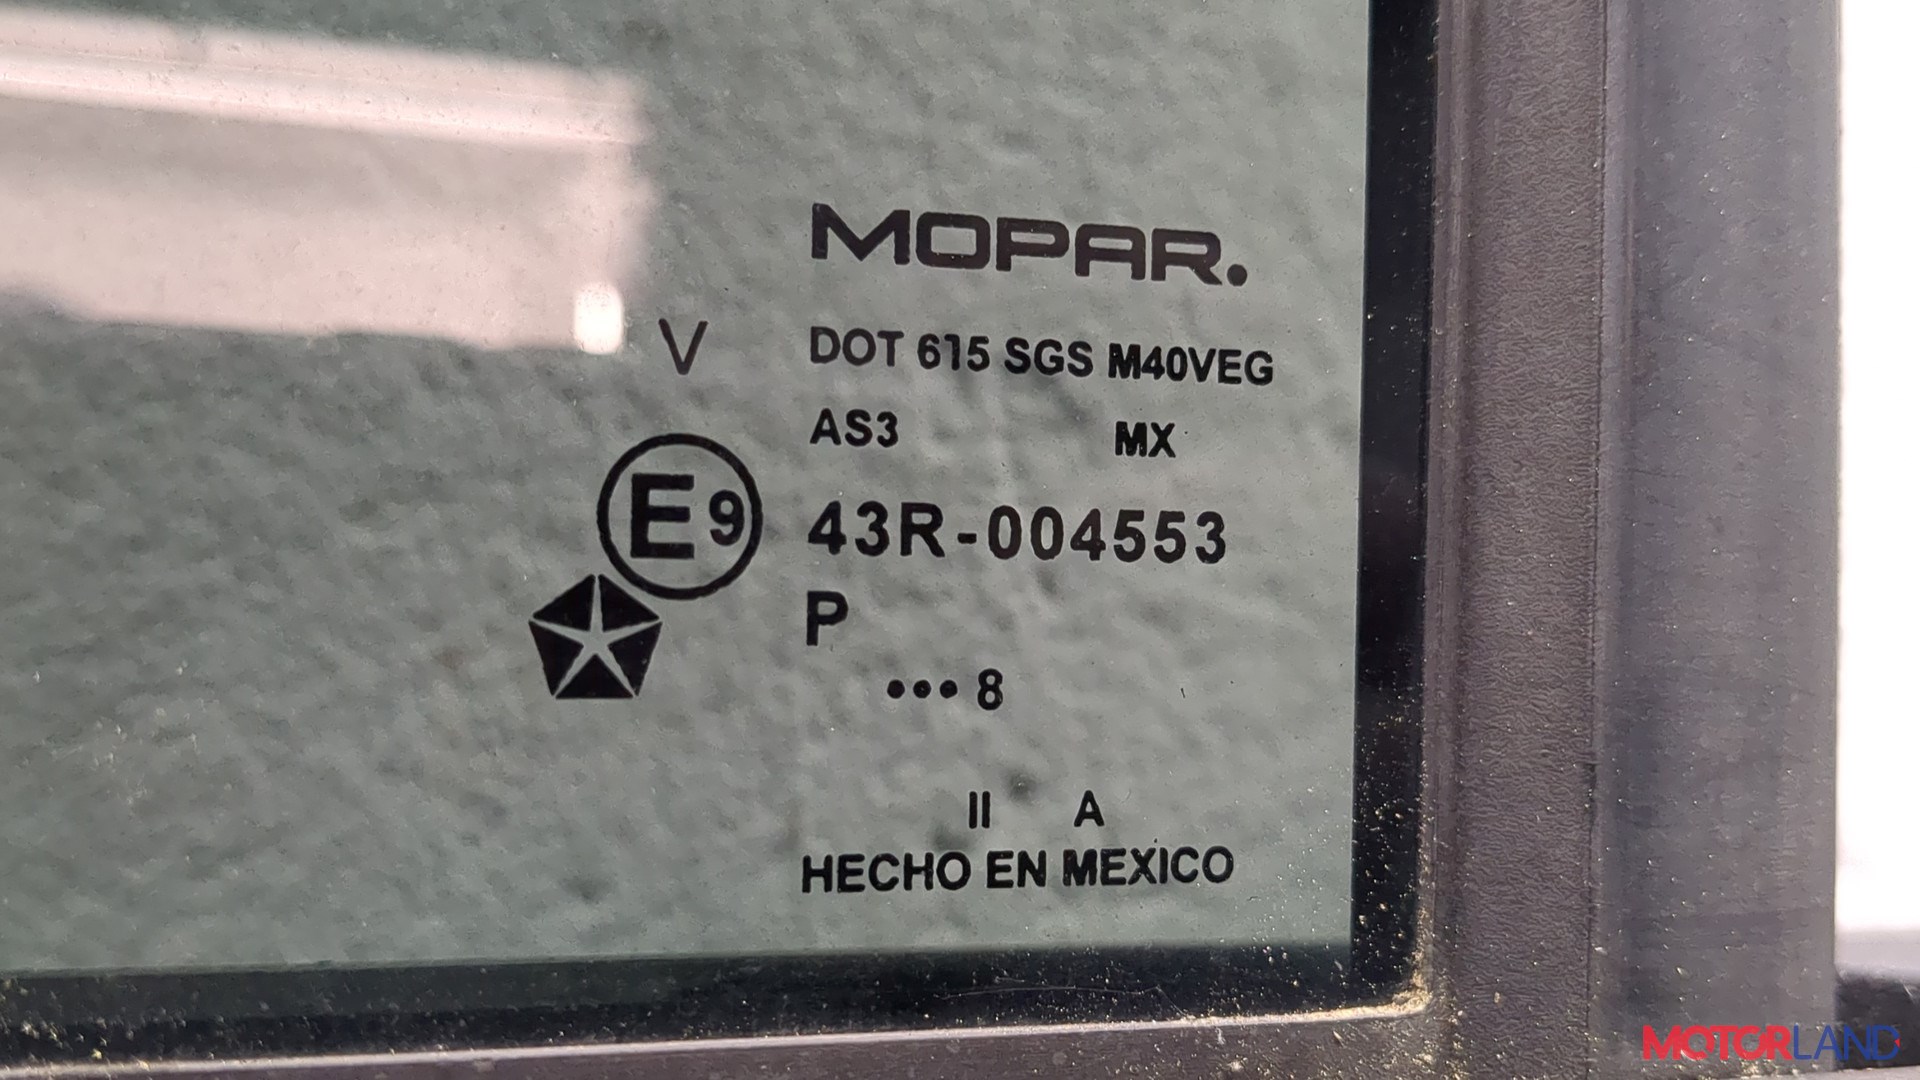 MOPAR.
V DOT 615 SGS M40VEG
AS3 MX
E9 43R-004553
P
•••8
II A
HECHO EN MEXICO
MOTORLAND